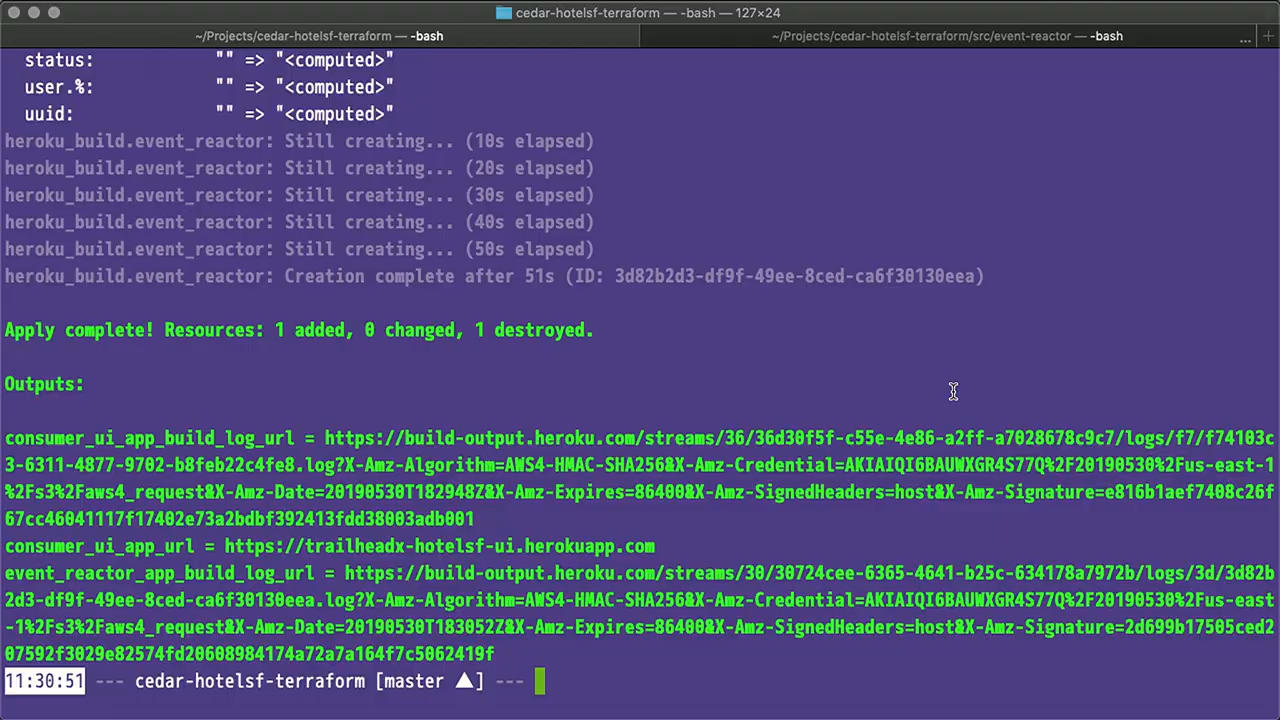 cedar-hotelsf-terraform — -bash — 127×24
~/Projects/cedar-hotelsf-terraform — -bash
~/Projects/cedar-hotelsf-terraform/src/event-reactor — -bash
... +
status: "" => "<computed>"
user.%: "" => "<computed>"
uuid: "" => "<computed>"
heroku_build.event_reactor: Still creating... (10s elapsed)
heroku_build.event_reactor: Still creating... (20s elapsed)
heroku_build.event_reactor: Still creating... (30s elapsed)
heroku_build.event_reactor: Still creating... (40s elapsed)
heroku_build.event_reactor: Still creating... (50s elapsed)
heroku_build.event_reactor: Creation complete after 51s (ID: 3d82b2d3-df9f-49ee-8ced-ca6f30130eea)
Apply complete! Resources: 1 added, 0 changed, 1 destroyed.
Outputs:
consumer_ui_app_build_log_url = https://build-output.heroku.com/streams/36/36d30f5f-c55e-4e86-a2ff-a7028678c9c7/logs/f7/f74103c
3-6311-4877-9702-b8feb22c4fe8.log?X-Amz-Algorithm=AWS4-HMAC-SHA256&X-Amz-Credential=AKIAIQI6BAUWXGR4S77Q%2F20190530%2Fus-east-1
%2Fs3%2Faws4_request&X-Amz-Date=20190530T182948Z&X-Amz-Expires=86400&X-Amz-SignedHeaders=host&X-Amz-Signature=e816b1aef7408c26f
67cc46041117f17402e73a2bdbf392413fdd38003adb001
consumer_ui_app_url = https://trailheadx-hotelsf-ui.herokuapp.com
event_reactor_app_build_log_url = https://build-output.heroku.com/streams/30/30724cee-6365-4641-b25c-634178a7972b/logs/3d/3d82b
2d3-df9f-49ee-8ced-ca6f30130eea.log?X-Amz-Algorithm=AWS4-HMAC-SHA256&X-Amz-Credential=AKIAIQI6BAUWXGR4S77Q%2F20190530%2Fus-east
-1%2Fs3%2Faws4_request&X-Amz-Date=20190530T183052Z&X-Amz-Expires=86400&X-Amz-SignedHeaders=host&X-Amz-Signature=2d699b17505ced2
07592f3029e82574fd20608984174a72a7a164f7c5062419f
11:30:51 --- cedar-hotelsf-terraform [master ▲] ---